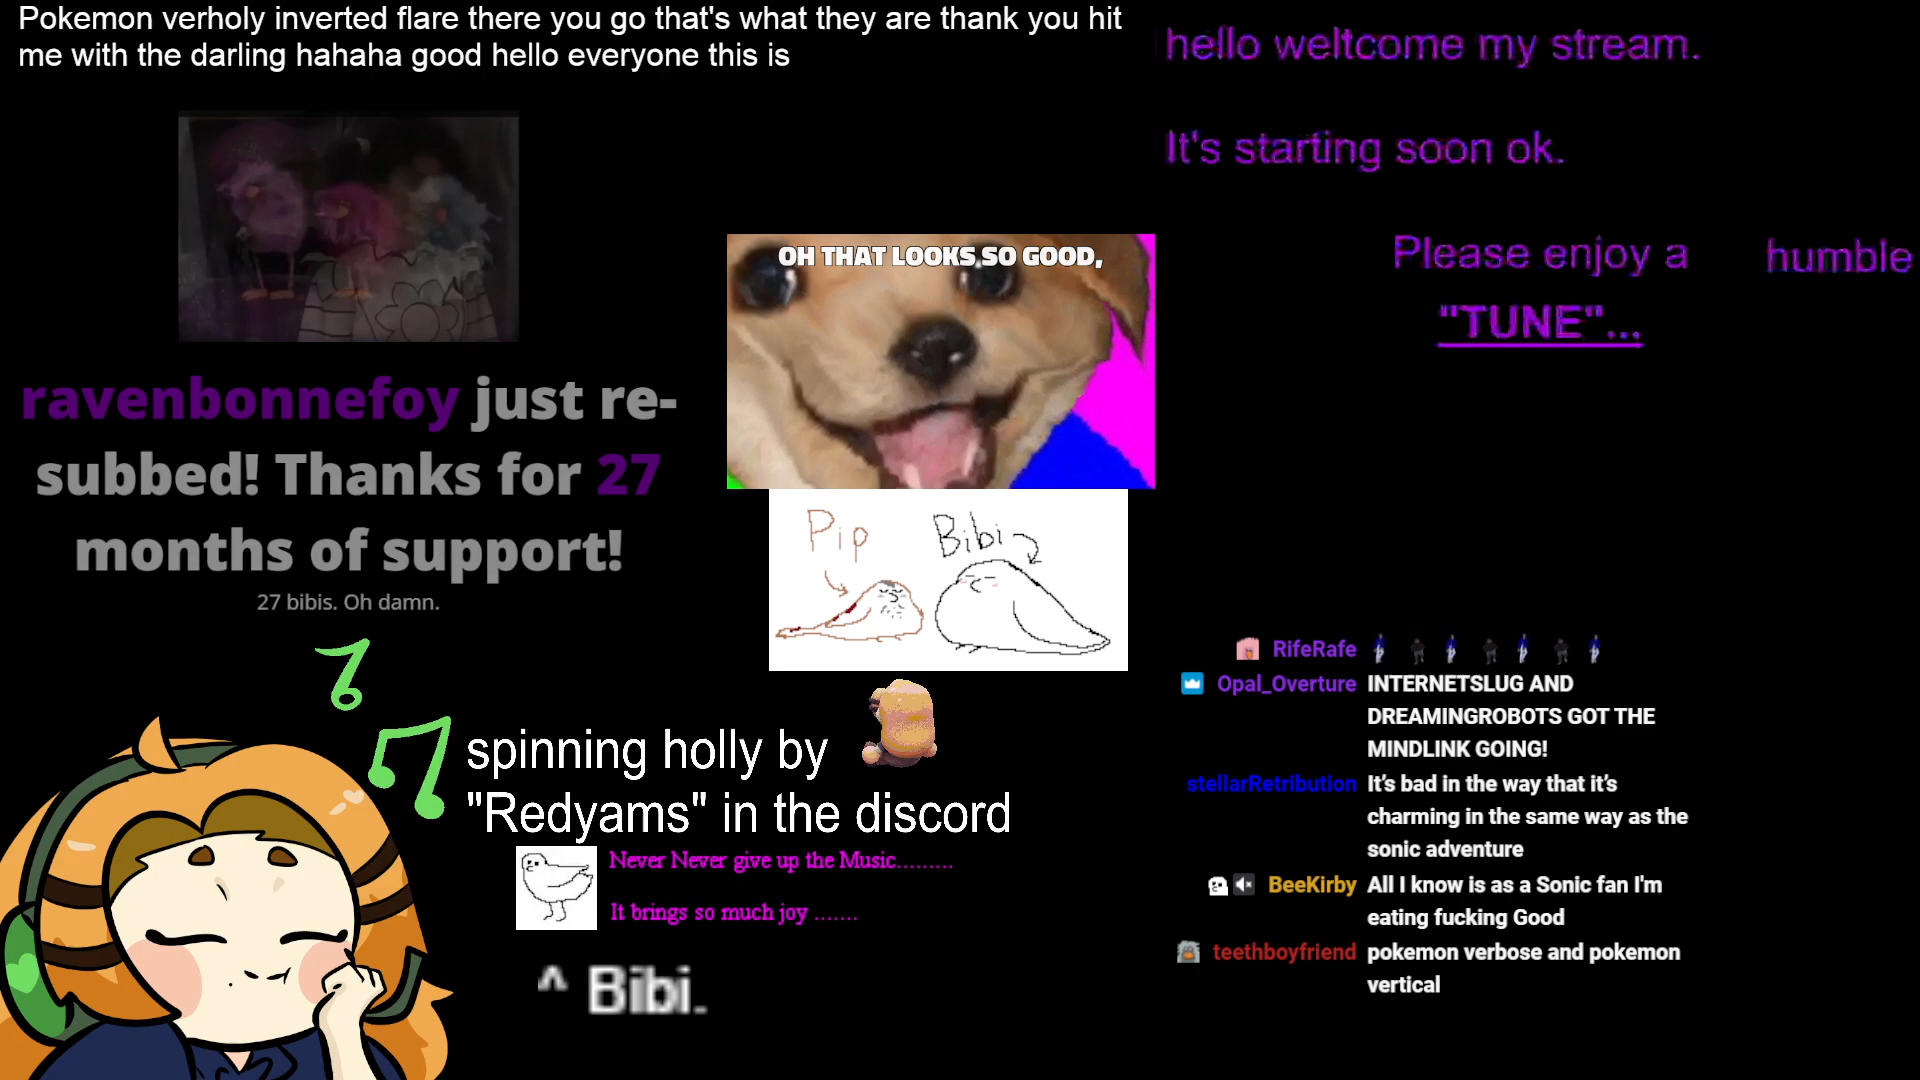 Pokemon verholy inverted flare there you go that's what they are thank you hit
me with the darling hahaha good hello everyone this is
hello weltcome my stream.
It's starting soon ok.
Please enjoy a humble
"TUNE"...
OH THAT LOOKS SO GOOD,
ravenbonnefoy just re-
subbed! Thanks for 27
months of support!
27 bibis. Oh damn.
Pip
Bibi
spinning holly by
"Redyams" in the discord
Never Never give up the Music.........
It brings so much joy .......
^ Bibi.
RifeRafe
Opal_Overture INTERNETSLUG AND
DREAMINGROBOTS GOT THE
MINDLINK GOING!
stellarRetribution It's bad in the way that it's
charming in the same way as the
sonic adventure
BeeKirby All I know is as a Sonic fan I'm
eating fucking Good
teethboyfriend pokemon verbose and pokemon
vertical